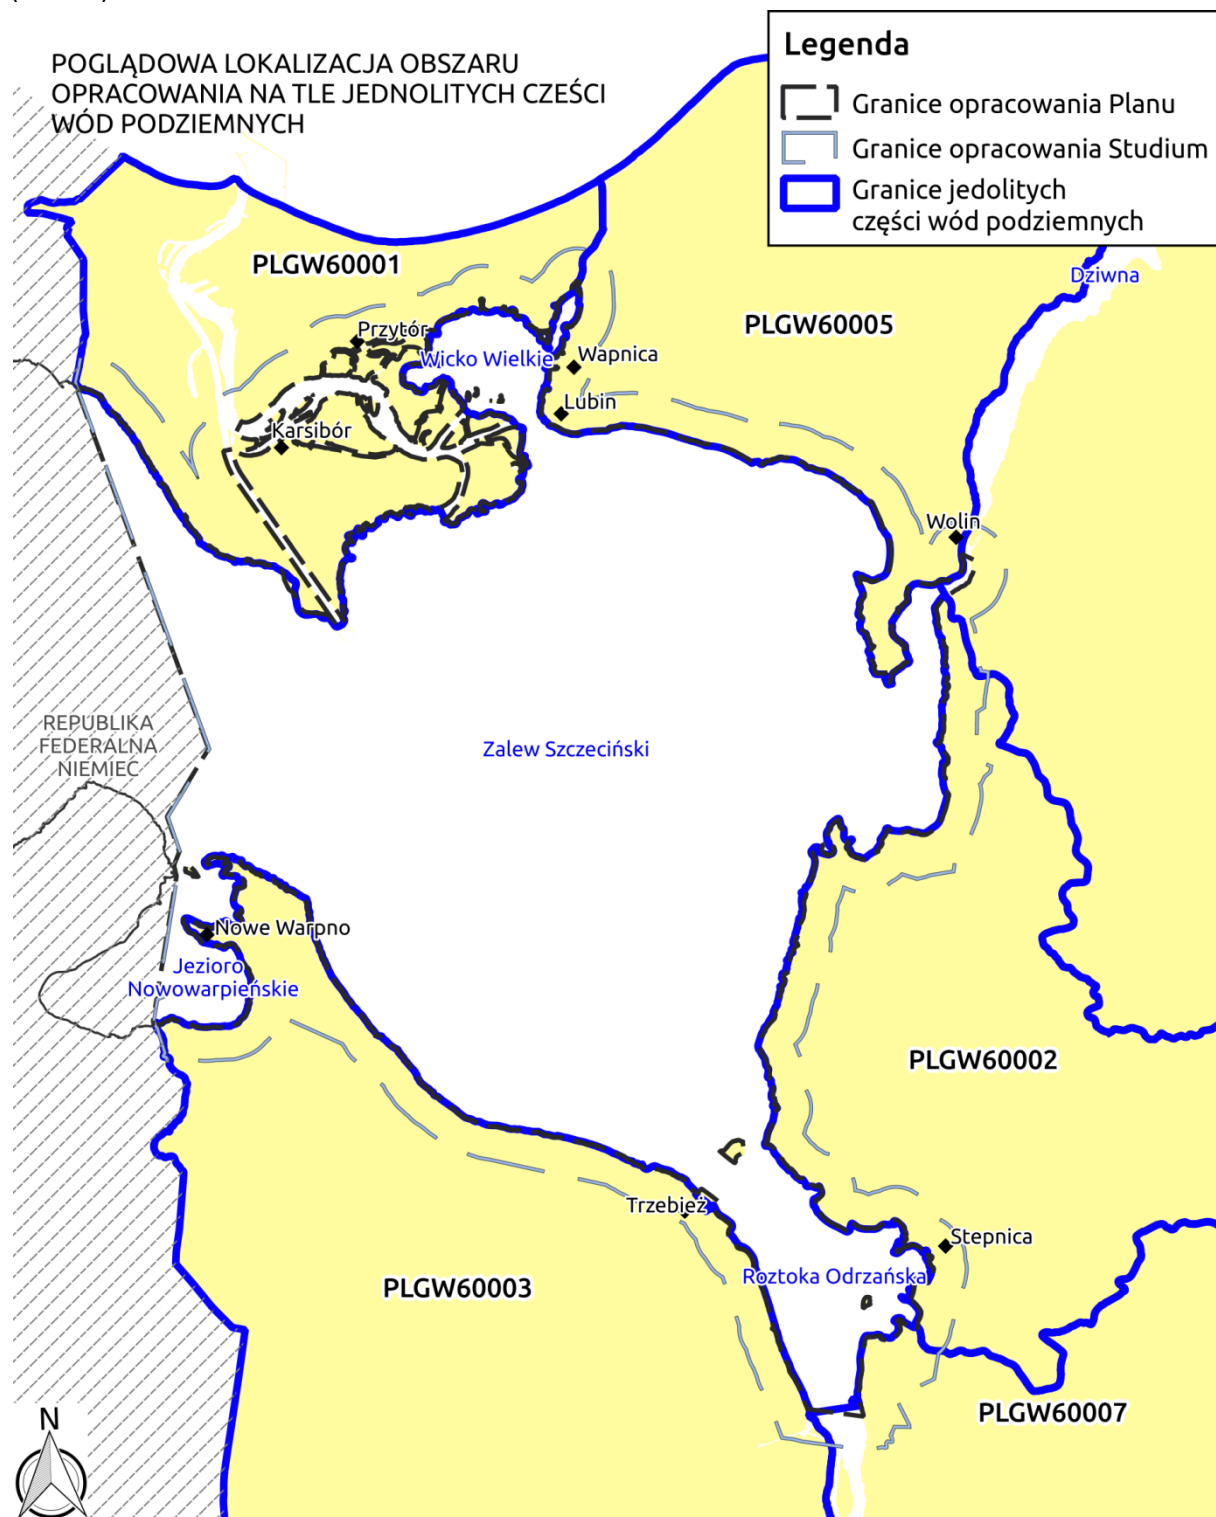 POGLĄDOWA LOKALIZACJA OBSZARU
OPRACOWANIA NA TLE JEDNOLITYCH CZEŚCI
WÓD PODZIEMNYCH
Legenda
Granice opracowania Planu
Granice opracowania Studium
Granice jedolitych
części wód podziemnych
PLGW60001
Dziwna
PLGW60005
Przytór
Wicko Wielkie
Wapnica
Lubin
Karsibór
Wolin
REPUBLIKA
FEDERALNA
NIEMIEC
Zalew Szczeciński
Nowe Warpno
Jezioro
Nowowarpieńskie
PLGW60002
Trzebież
Stepnica
Roztoka Odrzańska
PLGW60003
PLGW60007
N